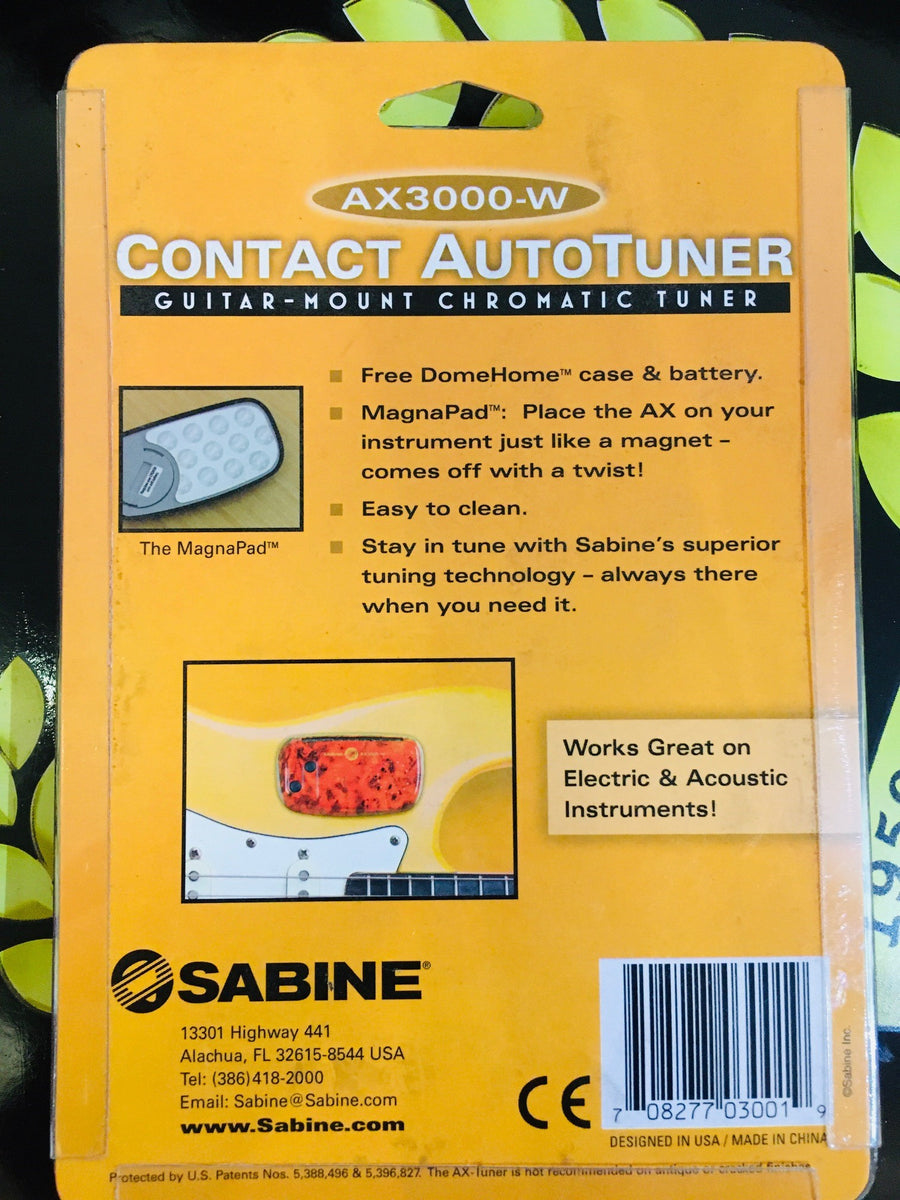 AX3000-W
CONTACT AUTOTUNER
GUITAR-MOUNT CHROMATIC TUNER
Free DomeHome™ case & battery.
MagnaPad™: Place the AX on your
instrument just like a magnet –
comes off with a twist!
Easy to clean.
Stay in tune with Sabine's superior
tuning technology – always there
when you need it.
The MagnaPad™
Works Great on
Electric & Acoustic
Instruments!
SABINE®
13301 Highway 441
Alachua, FL 32615-8544 USA
Tel: (386)418-2000
Email: Sabine@Sabine.com
www.Sabine.com
CE
7 08277 03001 9
DESIGNED IN USA / MADE IN CHINA
©Sabine Inc.
Protected by U.S. Patents Nos. 5,388,496 & 5,396,827. The AX-Tuner is not recommended on antique or cracked finishes.
195